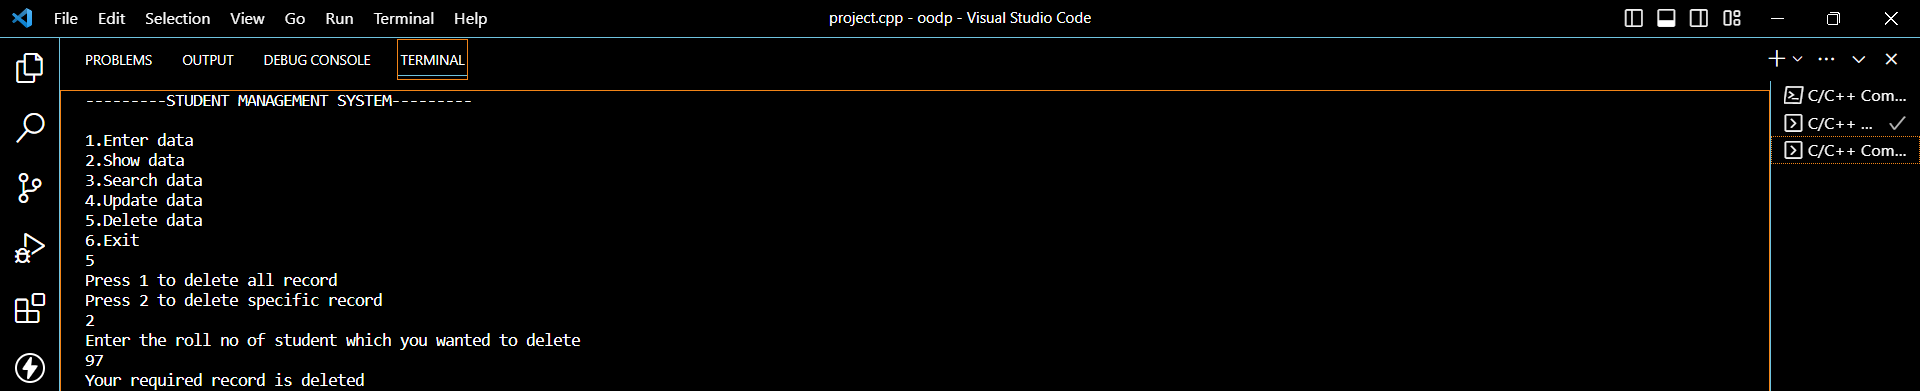 File Edit Selection View Go Run Terminal Help project.cpp - oodp - Visual Studio Code
PROBLEMS OUTPUT DEBUG CONSOLE TERMINAL
---------STUDENT MANAGEMENT SYSTEM---------
C/C++ Com...
C/C++ ...
C/C++ Com...
1.Enter data
2.Show data
3.Search data
4.Update data
5.Delete data
6.Exit
5
Press 1 to delete all record
Press 2 to delete specific record
2
Enter the roll no of student which you wanted to delete
97
Your required record is deleted